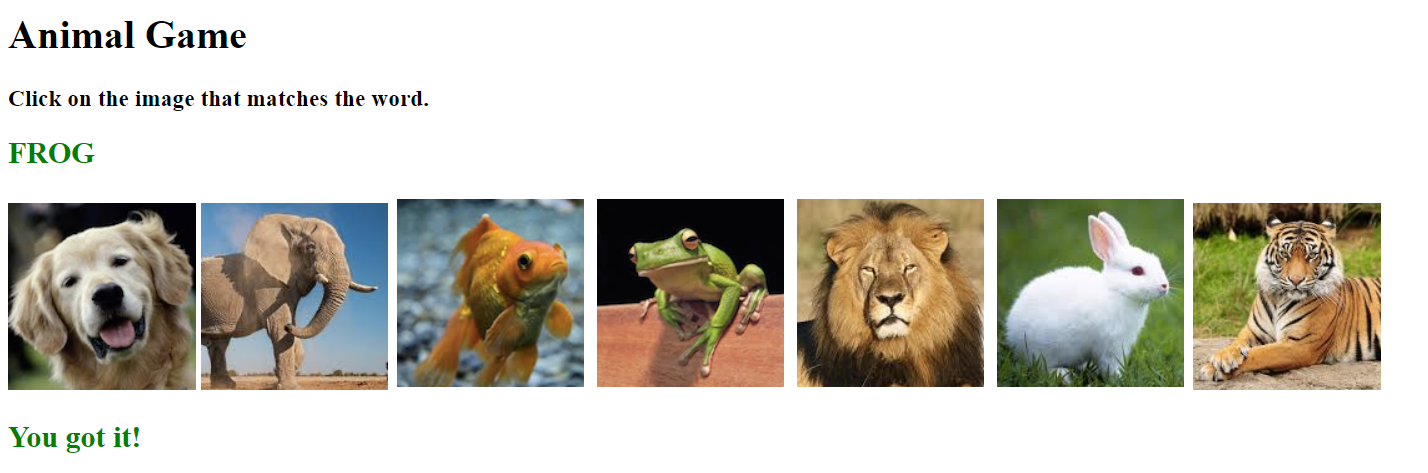 Animal Game
Click on the image that matches the word.
FROG
You got it!